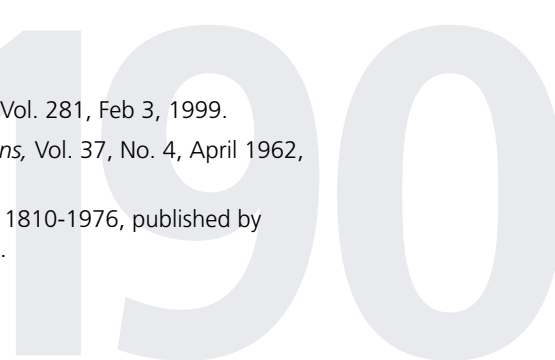 Vol. 281, Feb 3, 1999.
ns, Vol. 37, No. 4, April 1962,
1810-1976, published by
.
190